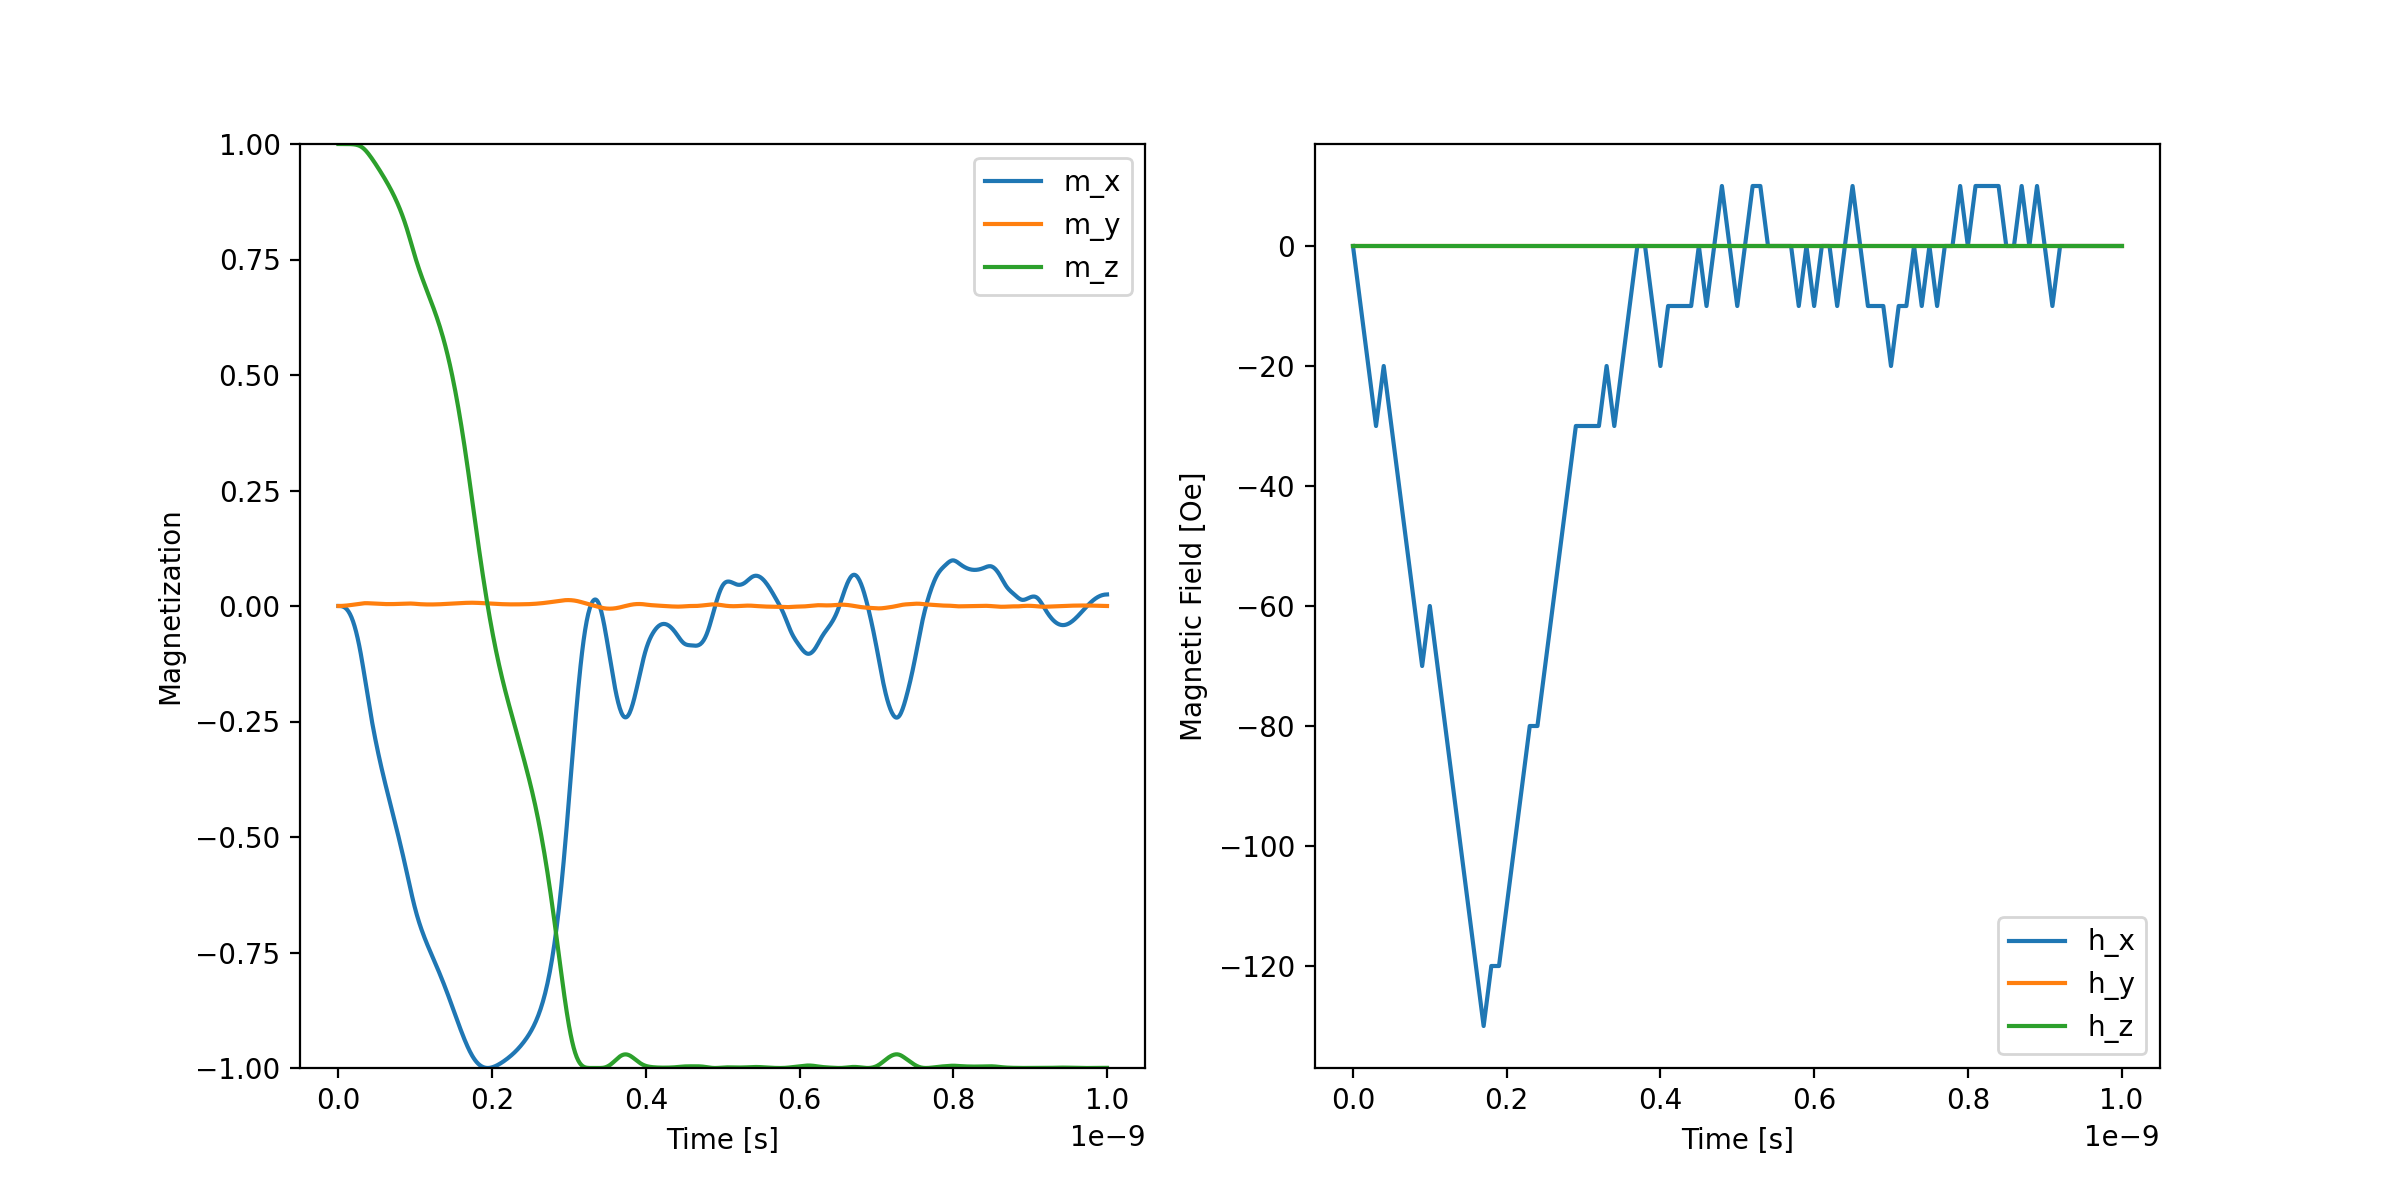 1.00
0.75
0.50
0.25
0.00
−0.25
−0.50
−0.75
−1.00
Magnetization
0.0 0.2 0.4 0.6 0.8 1.0
Time [s]
1e−9
m_x
m_y
m_z
0
−20
−40
−60
−80
−100
−120
Magnetic Field [Oe]
0.0 0.2 0.4 0.6 0.8 1.0
Time [s]
1e−9
h_x
h_y
h_z